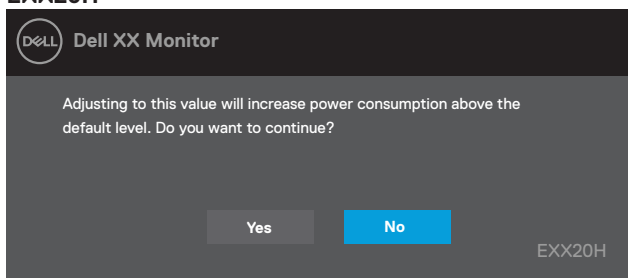 EXX20H
DELL Dell XX Monitor
Adjusting to this value will increase power consumption above the
default level. Do you want to continue?
Yes No
EXX20H